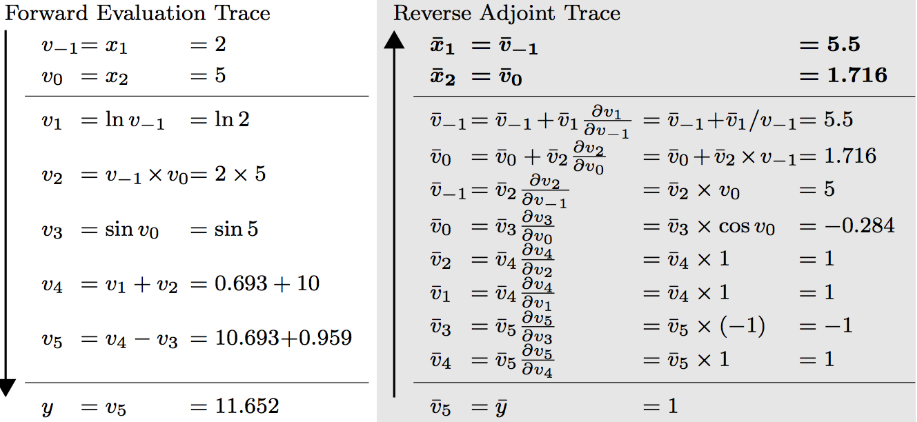 Forward Evaluation Trace
v₋₁ = x₁ = 2
v₀ = x₂ = 5
v₁ = ln v₋₁ = ln 2
v₂ = v₋₁ × v₀ = 2 × 5
v₃ = sin v₀ = sin 5
v₄ = v₁ + v₂ = 0.693 + 10
v₅ = v₄ − v₃ = 10.693+0.959
y = v₅ = 11.652
Reverse Adjoint Trace
x̄₁ = v̄₋₁ = 5.5
x̄₂ = v̄₀ = 1.716
v̄₋₁ = v̄₋₁ + v̄₁ ∂v₁/∂v₋₁ = v̄₋₁ + v̄₁/v₋₁ = 5.5
v̄₀ = v̄₀ + v̄₂ ∂v₂/∂v₀ = v̄₀ + v̄₂ × v₋₁ = 1.716
v̄₋₁ = v̄₂ ∂v₂/∂v₋₁ = v̄₂ × v₀ = 5
v̄₀ = v̄₃ ∂v₃/∂v₀ = v̄₃ × cos v₀ = −0.284
v̄₂ = v̄₄ ∂v₄/∂v₂ = v̄₄ × 1 = 1
v̄₁ = v̄₄ ∂v₄/∂v₁ = v̄₄ × 1 = 1
v̄₃ = v̄₅ ∂v₅/∂v₃ = v̄₅ × (−1) = −1
v̄₄ = v̄₅ ∂v₅/∂v₄ = v̄₅ × 1 = 1
v̄₅ = ȳ = 1